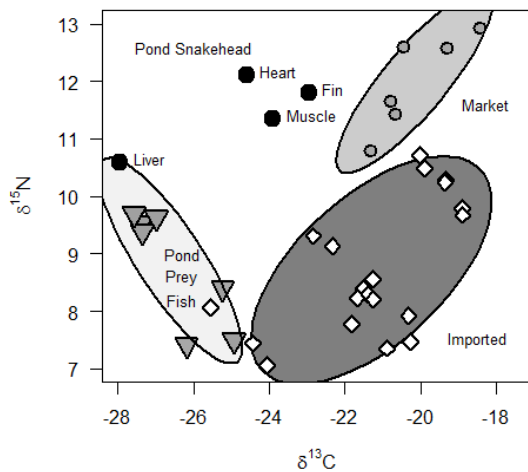 13
12
11
10
9
8
7
δ¹⁵N
Pond Snakehead
Heart
Fin
Muscle
Market
Liver
Pond
Prey
Fish
Imported
-28
-26
-24
-22
-20
-18
δ¹³C